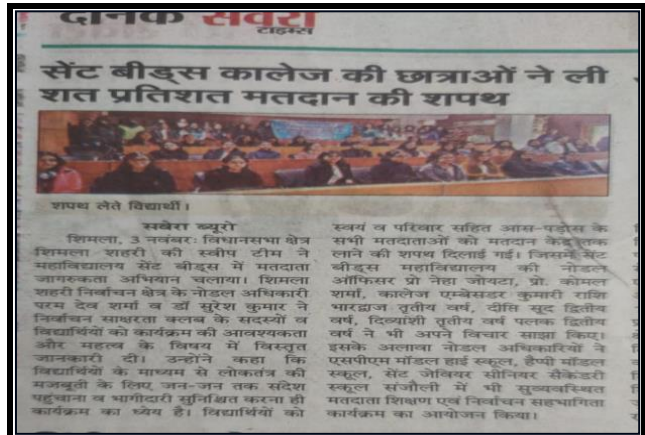 दैनिक सवेरा
टाइम्स
सेंट बीड्स कालेज की छात्राओं ने ली
शत प्रतिशत मतदान की शपथ
शपथ लेते विद्यार्थी।
सवेरा ब्यूरो
शिमला, 3 नवंबर: विधानसभा क्षेत्र
शिमला शहरी की स्वीप टीम ने
महाविद्यालय सेंट बीड्स में मतदाता
जागरुकता अभियान चलाया। शिमला
शहरी निर्वाचन क्षेत्र के नोडल अधिकारी
परम देव शर्मा व डॉ सुरेश कुमार ने
निर्वाचन साक्षरता क्लब के सदस्यों व
विद्यार्थियों को कार्यक्रम की आवश्यकता
और महत्व के विषय में विस्तृत
जानकारी दी। उन्होंने कहा कि
विद्यार्थियों के माध्यम से लोकतंत्र की
मजबूती के लिए जन-जन तक संदेश
पहुंचाना व भागीदारी सुनिश्चित करना ही
कार्यक्रम का ध्येय है। विद्यार्थियों को
स्वयं व परिवार सहित आस-पड़ोस के
सभी मतदाताओं को मतदान केंद्र तक
लाने की शपथ दिलाई गई। जिसमें सेंट
बीड्स महाविद्यालय की नोडल
ऑफिसर प्रो नेहा जोयटा, प्रो. कोमल
शर्मा, कालेज एम्बेसडर कुमारी राशि
भारद्वाज तृतीय वर्ष, दीप्ति सूद द्वितीय
वर्ष, दिव्यांशी तृतीय वर्ष पलक द्वितीय
वर्ष ने भी अपने विचार साझा किए।
इसके अलावा नोडल अधिकारियों ने
एसपीएम मॉडल हाई स्कूल, हैप्पी मॉडल
स्कूल, सेंट जेवियर सीनियर सैकेंडरी
स्कूल संजौली में भी सुव्यवस्थित
मतदाता शिक्षण एवं निर्वाचन सहभागिता
कार्यक्रम का आयोजन किया।